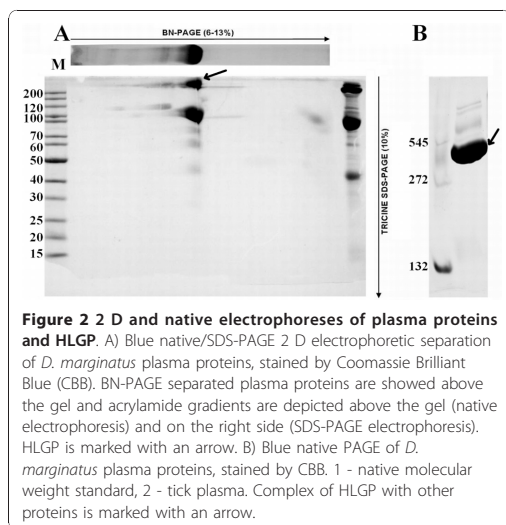 A
BN-PAGE (6-13%)
B
M
200
120
100
70
60
50
40
30
25
20
15
TRICINE SDS-PAGE (10%)
545
272
132
Figure 2 2 D and native electrophoreses of plasma proteins
and HLGP. A) Blue native/SDS-PAGE 2 D electrophoretic separation
of D. marginatus plasma proteins, stained by Coomassie Brilliant
Blue (CBB). BN-PAGE separated plasma proteins are showed above
the gel and acrylamide gradients are depicted above the gel (native
electrophoresis) and on the right side (SDS-PAGE electrophoresis).
HLGP is marked with an arrow. B) Blue native PAGE of D.
marginatus plasma proteins, stained by CBB. 1 - native molecular
weight standard, 2 - tick plasma. Complex of HLGP with other
proteins is marked with an arrow.